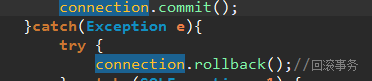 connection.commit();
}catch(Exception e){
try {
connection.rollback();//回滚事务